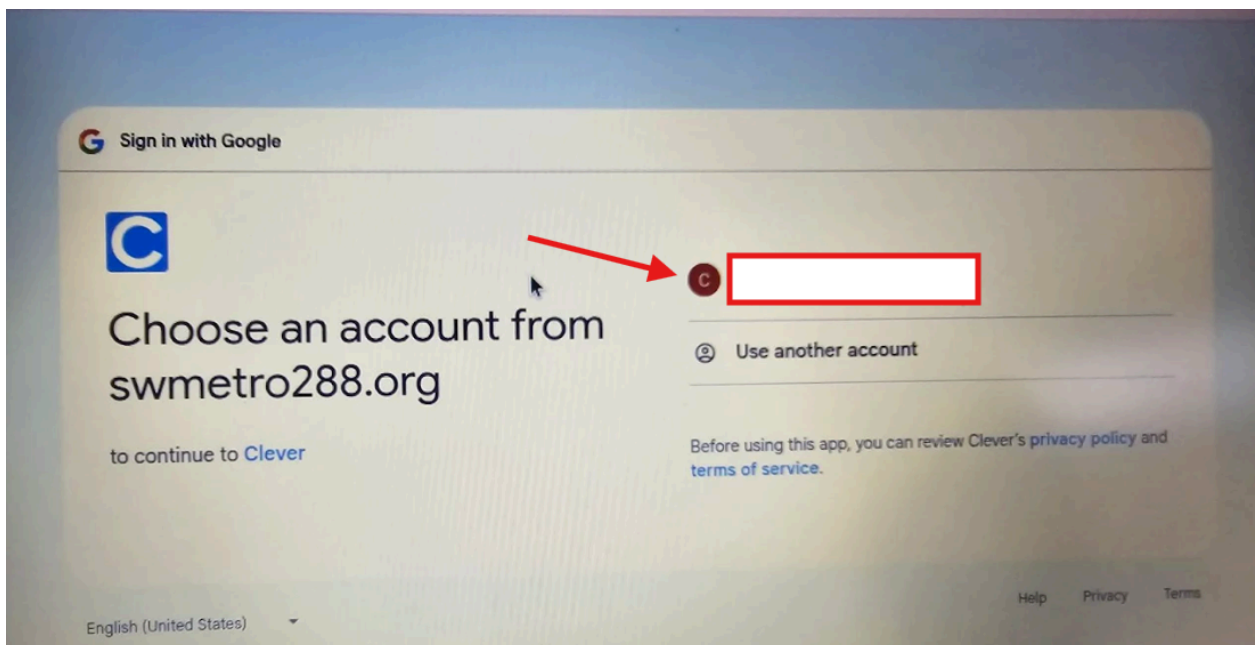 Sign in with Google
C
Choose an account from
swmetro288.org
to continue to Clever
C
Use another account
Before using this app, you can review Clever's privacy policy and
terms of service.
English (United States)
Help Privacy Terms